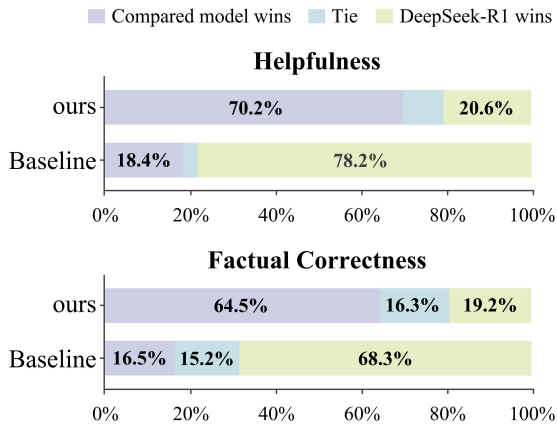 Compared model wins Tie DeepSeek-R1 wins
Helpfulness
ours 70.2% 20.6%
Baseline 18.4% 78.2%
0% 20% 40% 60% 80% 100%
Factual Correctness
ours 64.5% 16.3% 19.2%
Baseline 16.5% 15.2% 68.3%
0% 20% 40% 60% 80% 100%